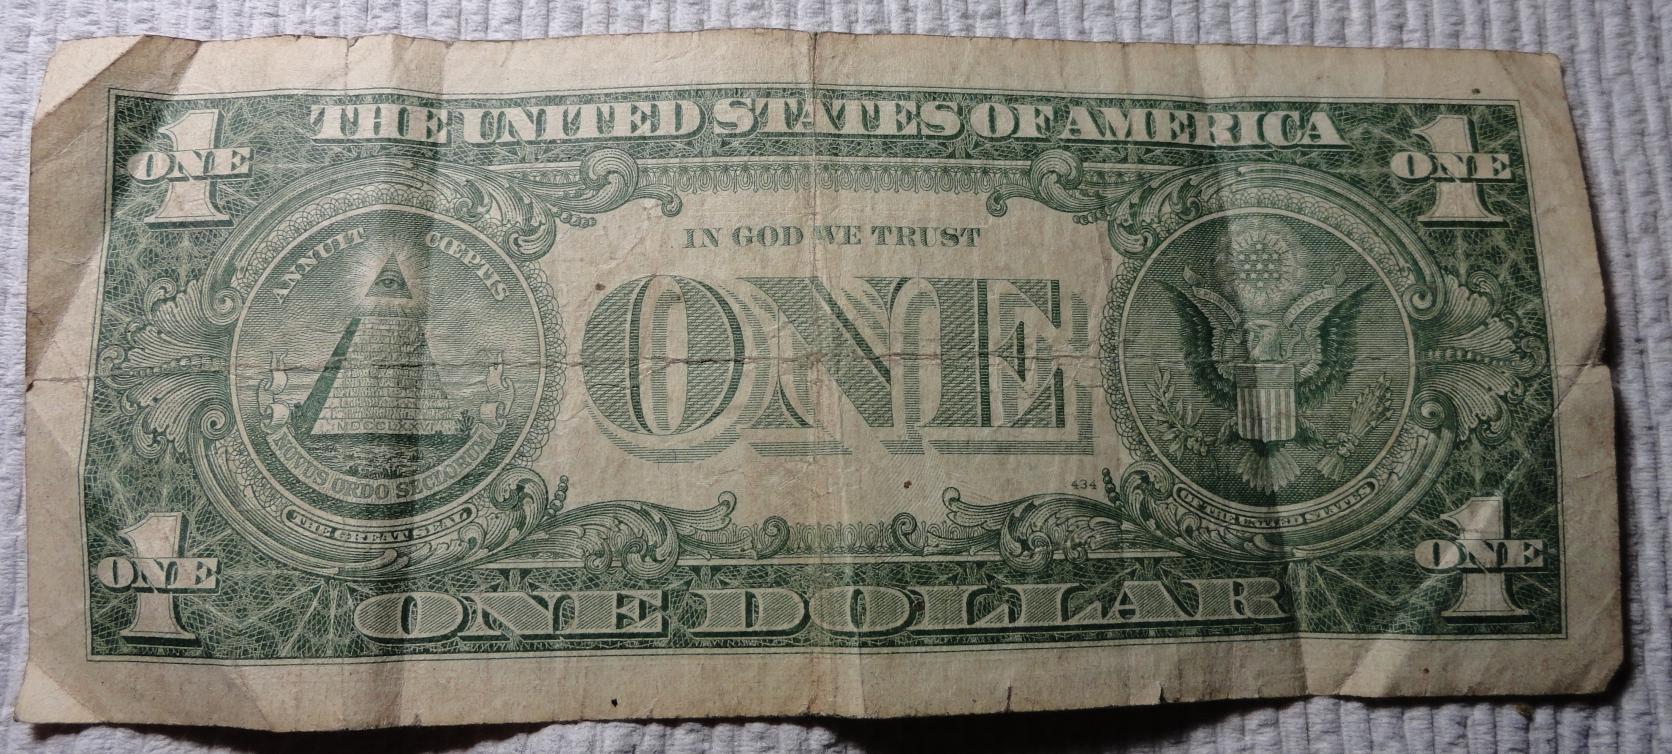 THE UNITED STATES OF AMERICA
1
ONE
1
ONE
ANNUIT CŒPTIS
IN GOD WE TRUST
ONE
MDCCLXXVI
NOVUS ORDO SECLORUM
THE GREAT SEAL
434
OF THE UNITED STATES
1
ONE
1
ONE
ONE DOLLAR